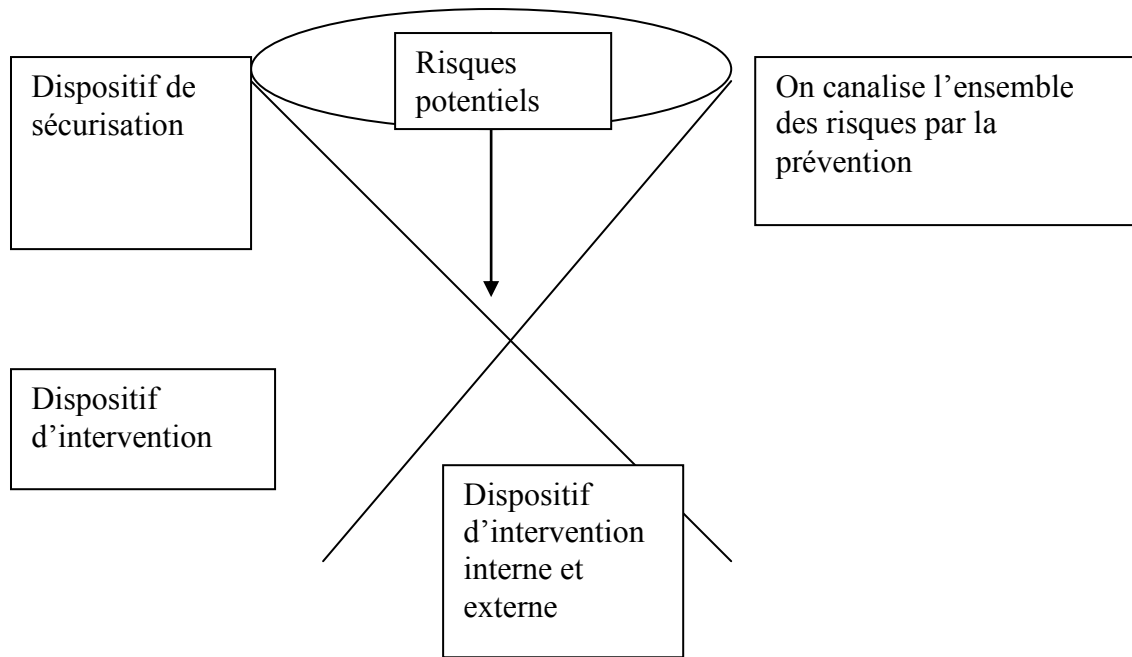 Dispositif de
sécurisation
Risques
potentiels
On canalise l’ensemble
des risques par la
prévention
Dispositif
d’intervention
Dispositif
d’intervention
interne et
externe